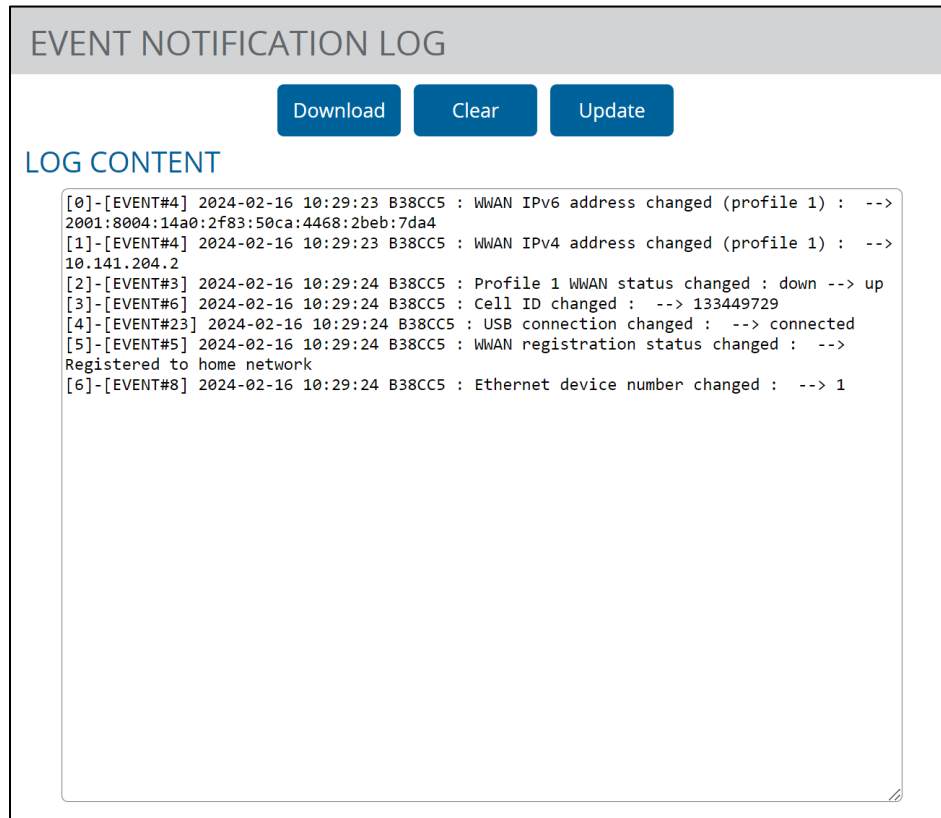 EVENT NOTIFICATION LOG
Download Clear Update
LOG CONTENT
[0]-[EVENT#4] 2024-02-16 10:29:23 B38CC5 : WWAN IPv6 address changed (profile 1) :  -->
2001:8004:14a0:2f83:50ca:4468:2beb:7da4
[1]-[EVENT#4] 2024-02-16 10:29:23 B38CC5 : WWAN IPv4 address changed (profile 1) :  -->
10.141.204.2
[2]-[EVENT#3] 2024-02-16 10:29:24 B38CC5 : Profile 1 WWAN status changed : down --> up
[3]-[EVENT#6] 2024-02-16 10:29:24 B38CC5 : Cell ID changed :  --> 133449729
[4]-[EVENT#23] 2024-02-16 10:29:24 B38CC5 : USB connection changed :  --> connected
[5]-[EVENT#5] 2024-02-16 10:29:24 B38CC5 : WWAN registration status changed :  -->
Registered to home network
[6]-[EVENT#8] 2024-02-16 10:29:24 B38CC5 : Ethernet device number changed :  --> 1